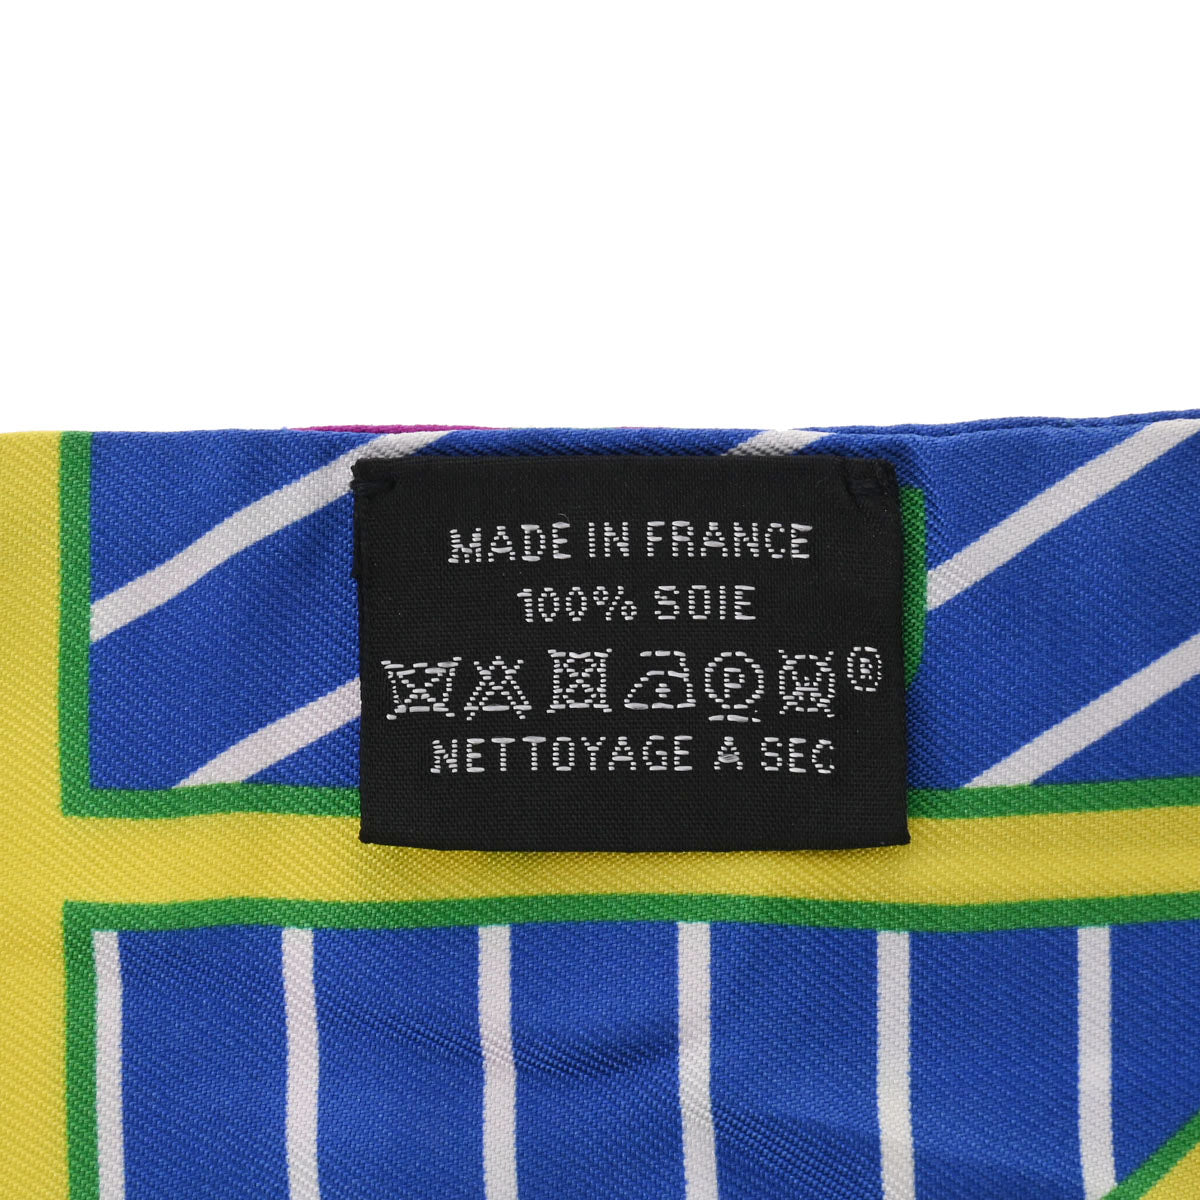 MADE IN FRANCE
100% SOIE
P W ®
NETTOYAGE A SEC